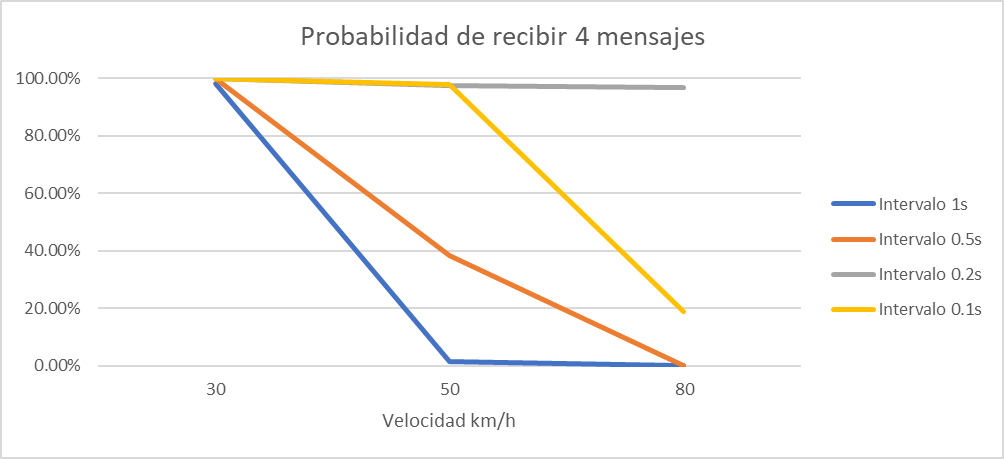 Probabilidad de recibir 4 mensajes
100.00%
80.00%
60.00%
40.00%
20.00%
0.00%
30
50
80
Velocidad km/h
Intervalo 1s
Intervalo 0.5s
Intervalo 0.2s
Intervalo 0.1s